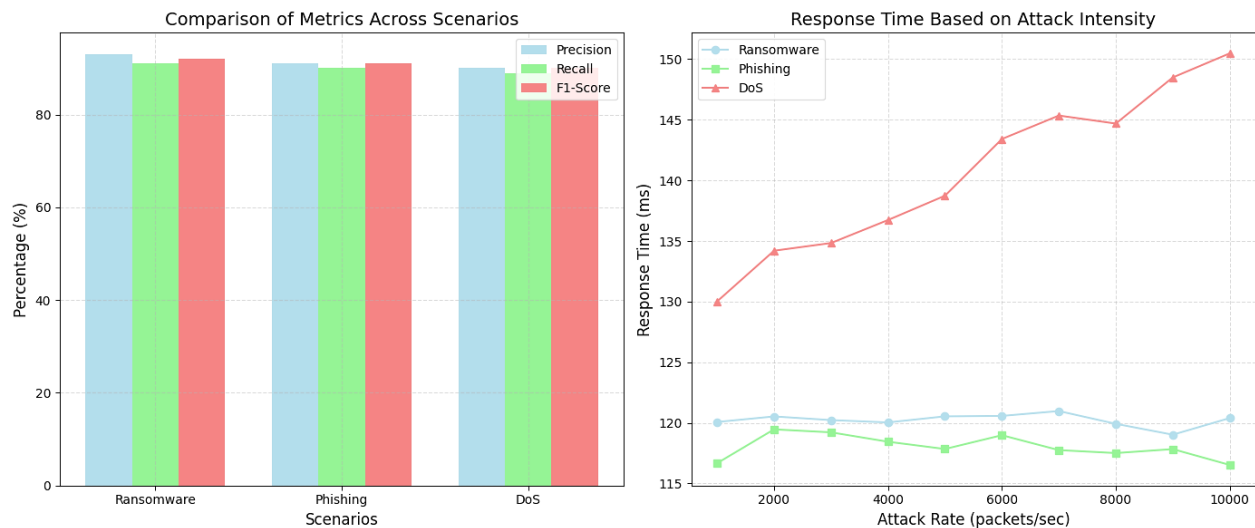 Comparison of Metrics Across Scenarios
Precision
Recall
F1-Score
Percentage (%)
80
60
40
20
0
Ransomware
Phishing
DoS
Scenarios
Response Time Based on Attack Intensity
Ransomware
Phishing
DoS
Response Time (ms)
150
145
140
135
130
125
120
115
2000
4000
6000
8000
10000
Attack Rate (packets/sec)